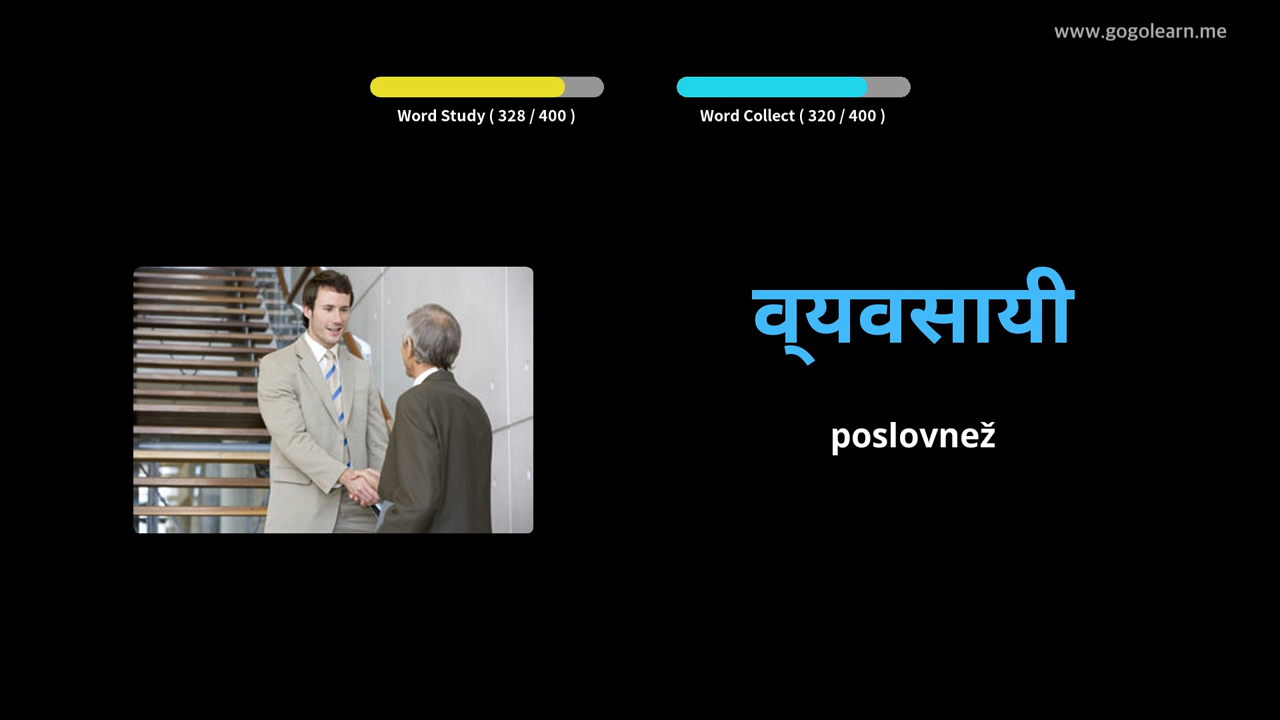 www.gogolearn.me
Word Study ( 328 / 400 )
Word Collect ( 320 / 400 )
व्यवसायी
poslovnež